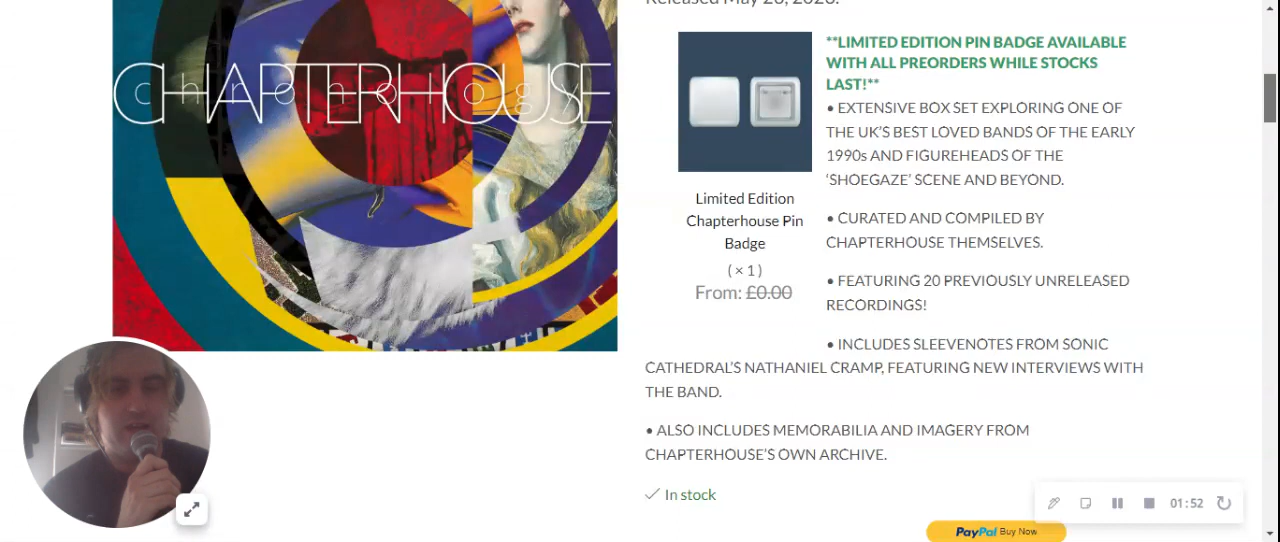 Released May 26, 2023.
CHAPTERHOUSE
chronology
**LIMITED EDITION PIN BADGE AVAILABLE
WITH ALL PREORDERS WHILE STOCKS
LAST!**
• EXTENSIVE BOX SET EXPLORING ONE OF
THE UK’S BEST LOVED BANDS OF THE EARLY
1990s AND FIGUREHEADS OF THE
‘SHOEGAZE’ SCENE AND BEYOND.
Limited Edition
Chapterhouse Pin
Badge
( × 1 )
From: £0.00
• CURATED AND COMPILED BY
CHAPTERHOUSE THEMSELVES.
• FEATURING 20 PREVIOUSLY UNRELEASED
RECORDINGS!
• INCLUDES SLEEVENOTES FROM SONIC
CATHEDRAL’S NATHANIEL CRAMP, FEATURING NEW INTERVIEWS WITH
THE BAND.
• ALSO INCLUDES MEMORABILIA AND IMAGERY FROM
CHAPTERHOUSE’S OWN ARCHIVE.
In stock
01:52
PayPal Buy Now